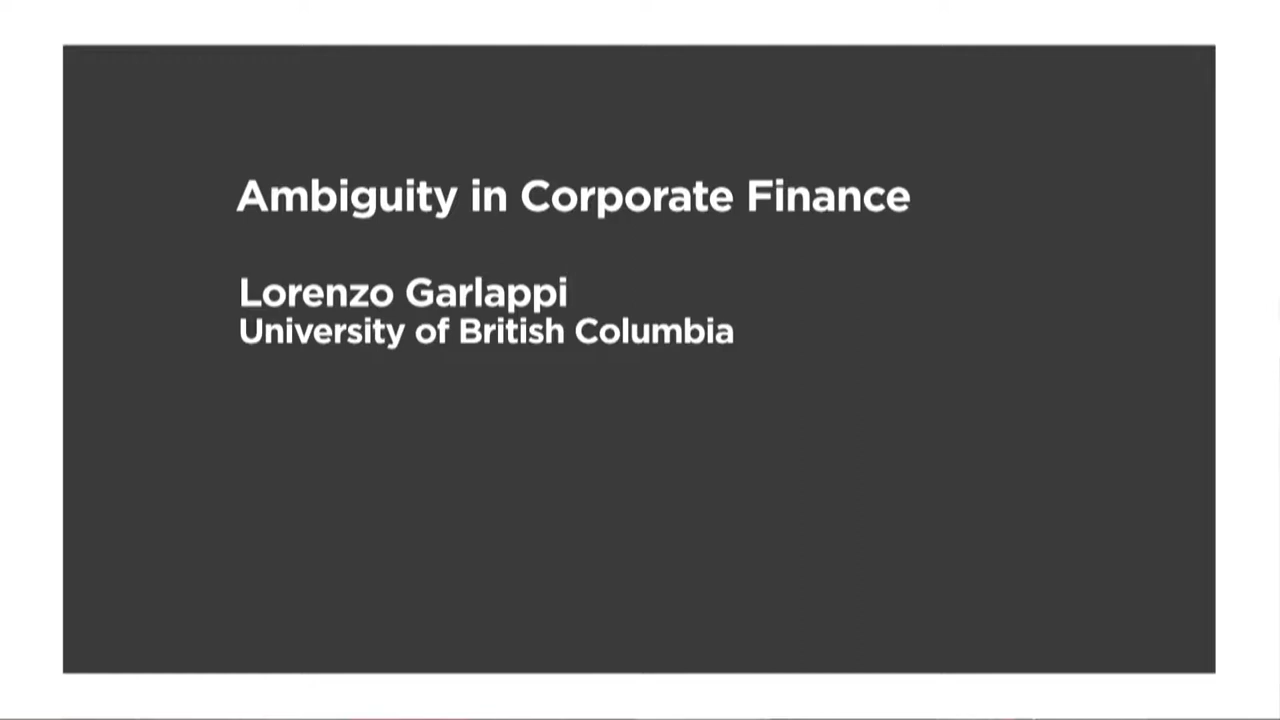 Ambiguity in Corporate Finance
Lorenzo Garlappi
University of British Columbia